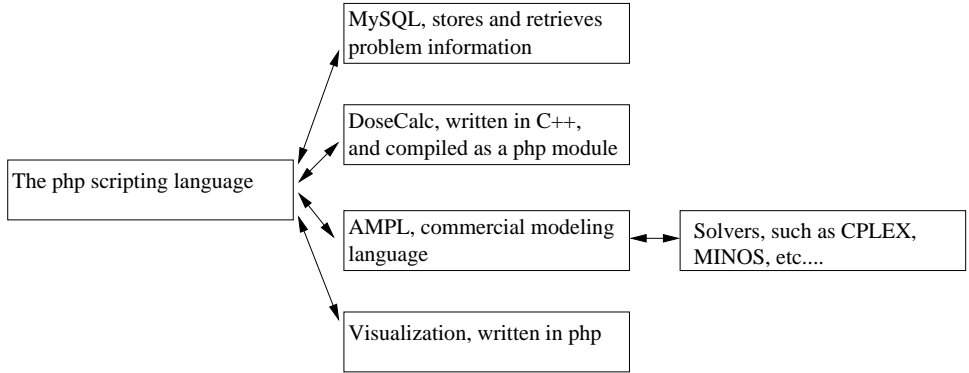 MySQL, stores and retrieves
problem information
DoseCalc, written in C++,
and compiled as a php module
The php scripting language
AMPL, commercial modeling
language
Solvers, such as CPLEX,
MINOS, etc....
Visualization, written in php